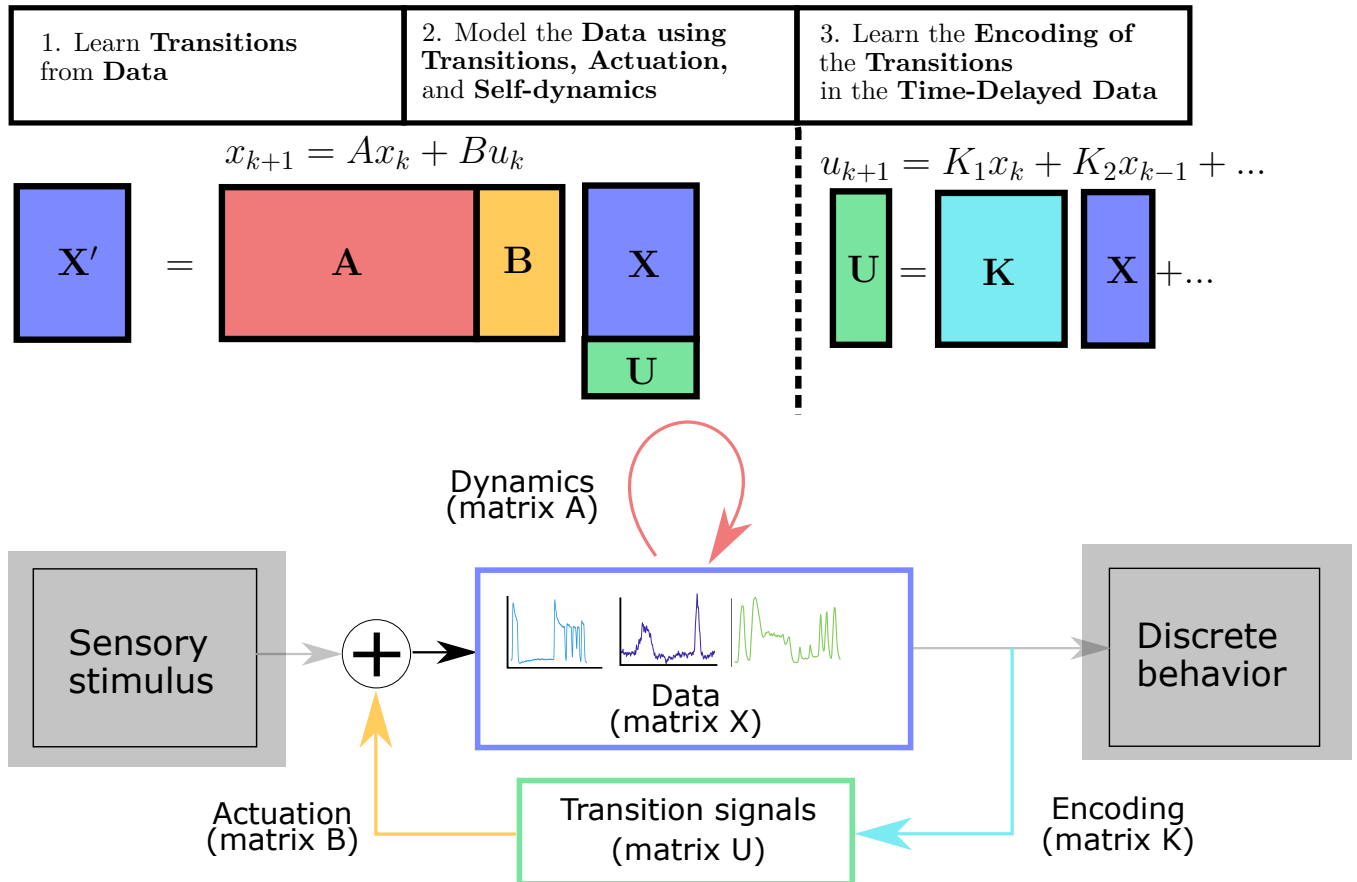 1. Learn Transitions
from Data
2. Model the Data using
Transitions, Actuation,
and Self-dynamics
3. Learn the Encoding of
the Transitions
in the Time-Delayed Data
x_{k+1} = Ax_k + Bu_k
u_{k+1} = K_1x_k + K_2x_{k-1} + ...
X′ = A B X
U
U = K X +...
Dynamics
(matrix A)
Sensory
stimulus
+
Data
(matrix X)
Discrete
behavior
Actuation
(matrix B)
Transition signals
(matrix U)
Encoding
(matrix K)